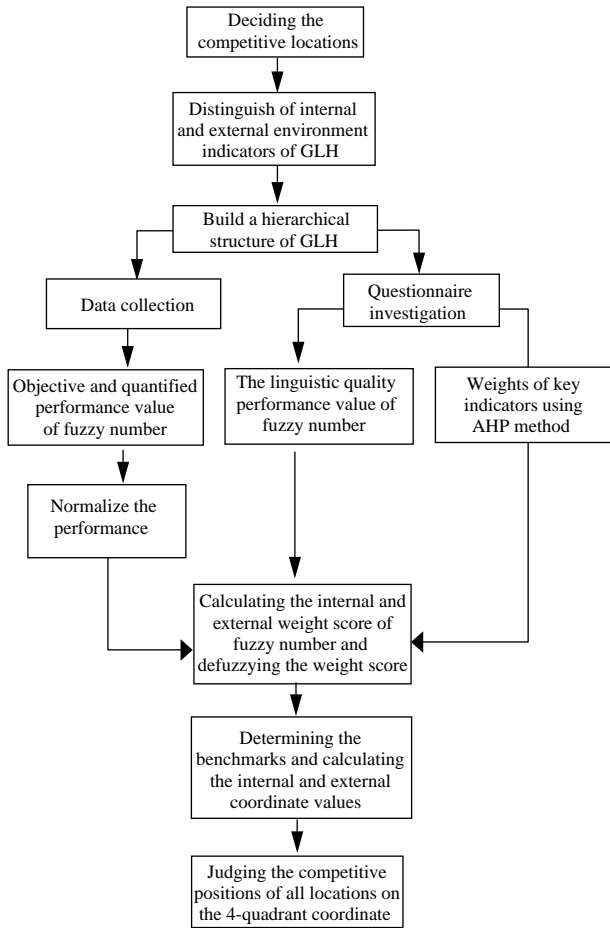 Deciding the
competitive locations
Distinguish of internal
and external environment
indicators of GLH
Build a hierarchical
structure of GLH
Data collection
Questionnaire
investigation
Objective and quantified
performance value
of fuzzy number
The linguistic quality
performance value of
fuzzy number
Weights of key
indicators using
AHP method
Normalize the
performance
Calculating the internal and
external weight score of
fuzzy number and
defuzzying the weight score
Determining the
benchmarks and calculating
the internal and external
coordinate values
Judging the competitive
positions of all locations on
the 4-quadrant coordinate